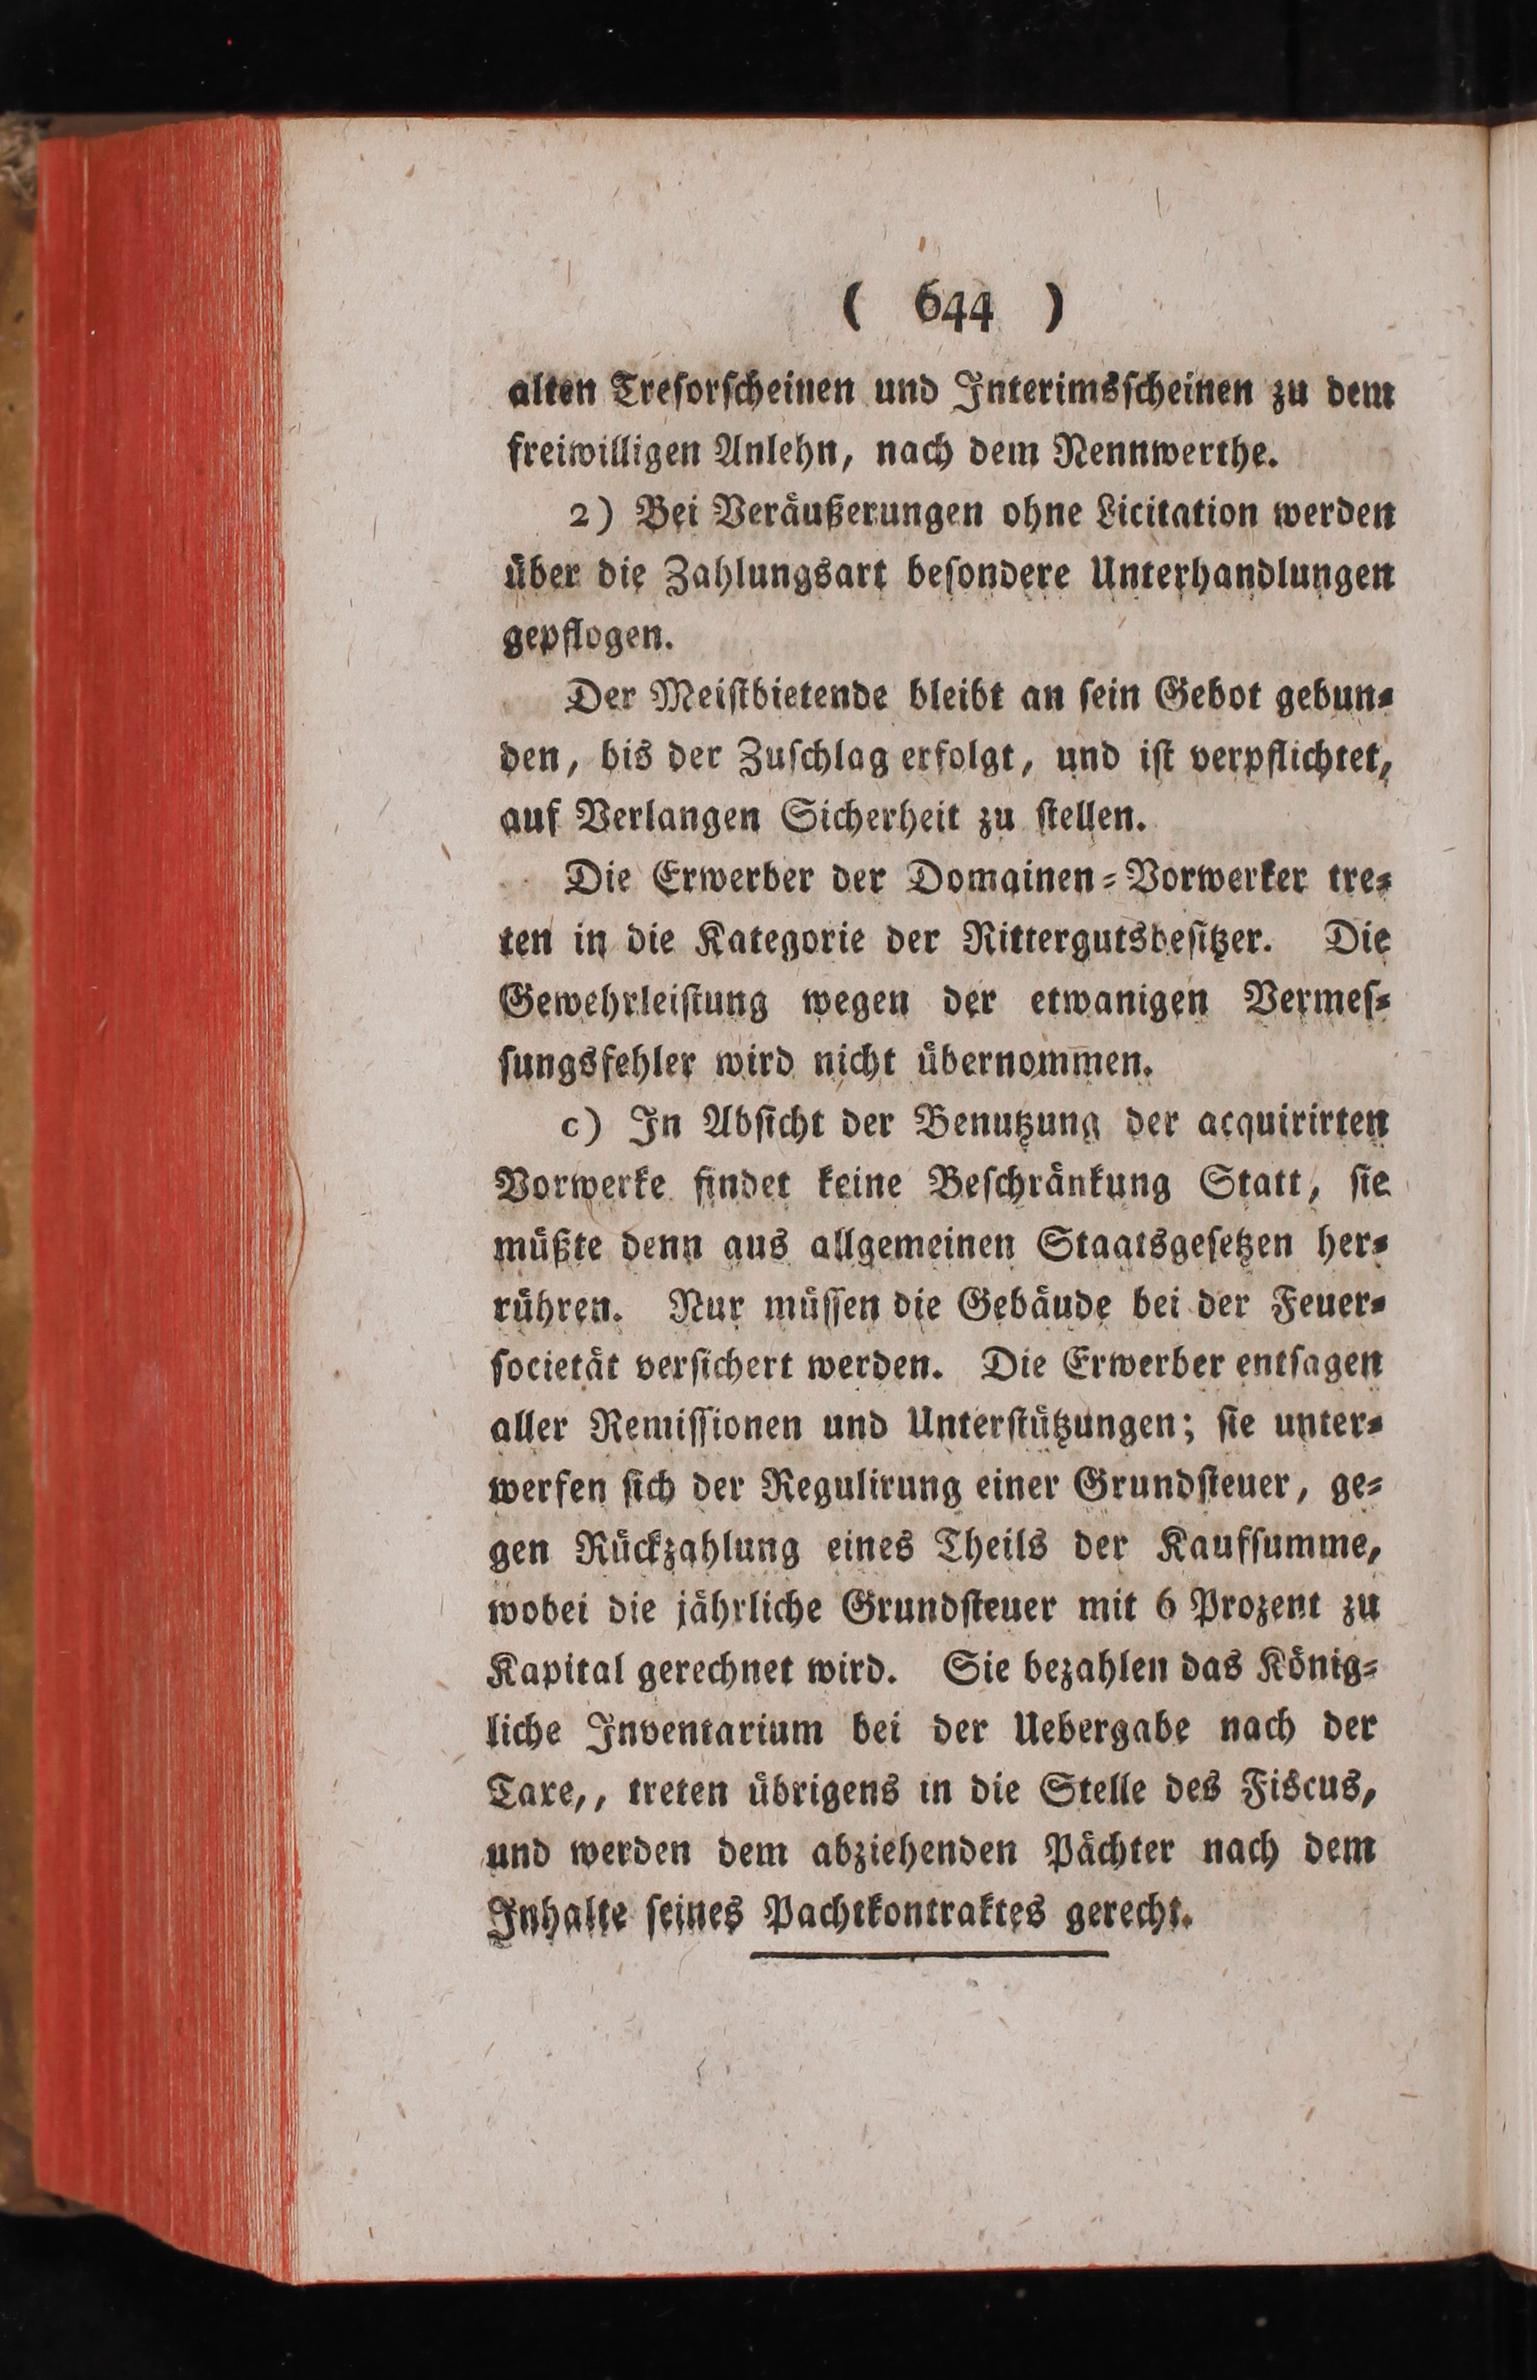 ( 644 )
alten Treſorſcheinen und Interimsſcheinen zu dem
freiwilligen Anlehn, nach dem Nennwerthe.
2) Bei Veräußerungen ohne Licitation werden
über die Zahlungsart beſondere Unterhandlungen
gepflogen.
Der Meiſtbietende bleibt an ſein Gebot gebun⸗
den, bis der Zuſchlag erfolgt, und iſt verpflichtet,
auf Verlangen Sicherheit zu ſtellen.
Die Erwerber der Domainen⸗Vorwerker tre⸗
ten in die Kategorie der Rittergutsbeſitzer. Die
Gewehrleiſtung wegen der etwanigen Vermeſ⸗
ſungsfehler wird nicht übernommen.
c) In Abſicht der Benutzung der acquirirten
Vorwerke findet keine Beſchränkung Statt, ſie
müßte denn aus allgemeinen Staatsgeſetzen her⸗
rühren. Nur müſſen die Gebäude bei der Feuer⸗
ſocietät verſichert werden. Die Erwerber entſagen
aller Remiſſionen und Unterſtützungen; ſie unter⸗
werfen ſich der Regulirung einer Grundſteuer, ge⸗
gen Rückzahlung eines Theils der Kaufſumme,
wobei die jährliche Grundſteuer mit 6 Prozent zu
Kapital gerechnet wird. Sie bezahlen das König⸗
liche Inventarium bei der Uebergabe nach der
Taxe,, treten übrigens in die Stelle des Fiscus,
und werden dem abziehenden Pächter nach dem
Inhalte ſeines Pachtkontraktes gerecht.